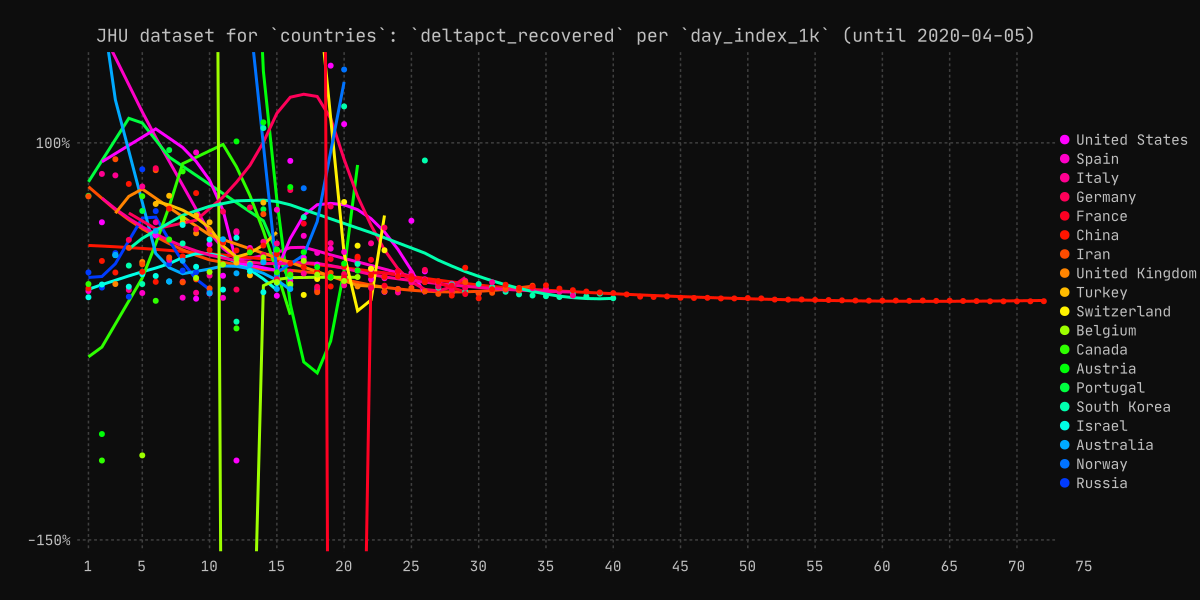 JHU dataset for `countries`: `deltapct_recovered` per `day_index_1k` (until 2020-04-05)
100%
-150%
1 5 10 15 20 25 30 35 40 45 50 55 60 65 70 75
United States
Spain
Italy
Germany
France
China
Iran
United Kingdom
Turkey
Switzerland
Belgium
Canada
Austria
Portugal
South Korea
Israel
Australia
Norway
Russia